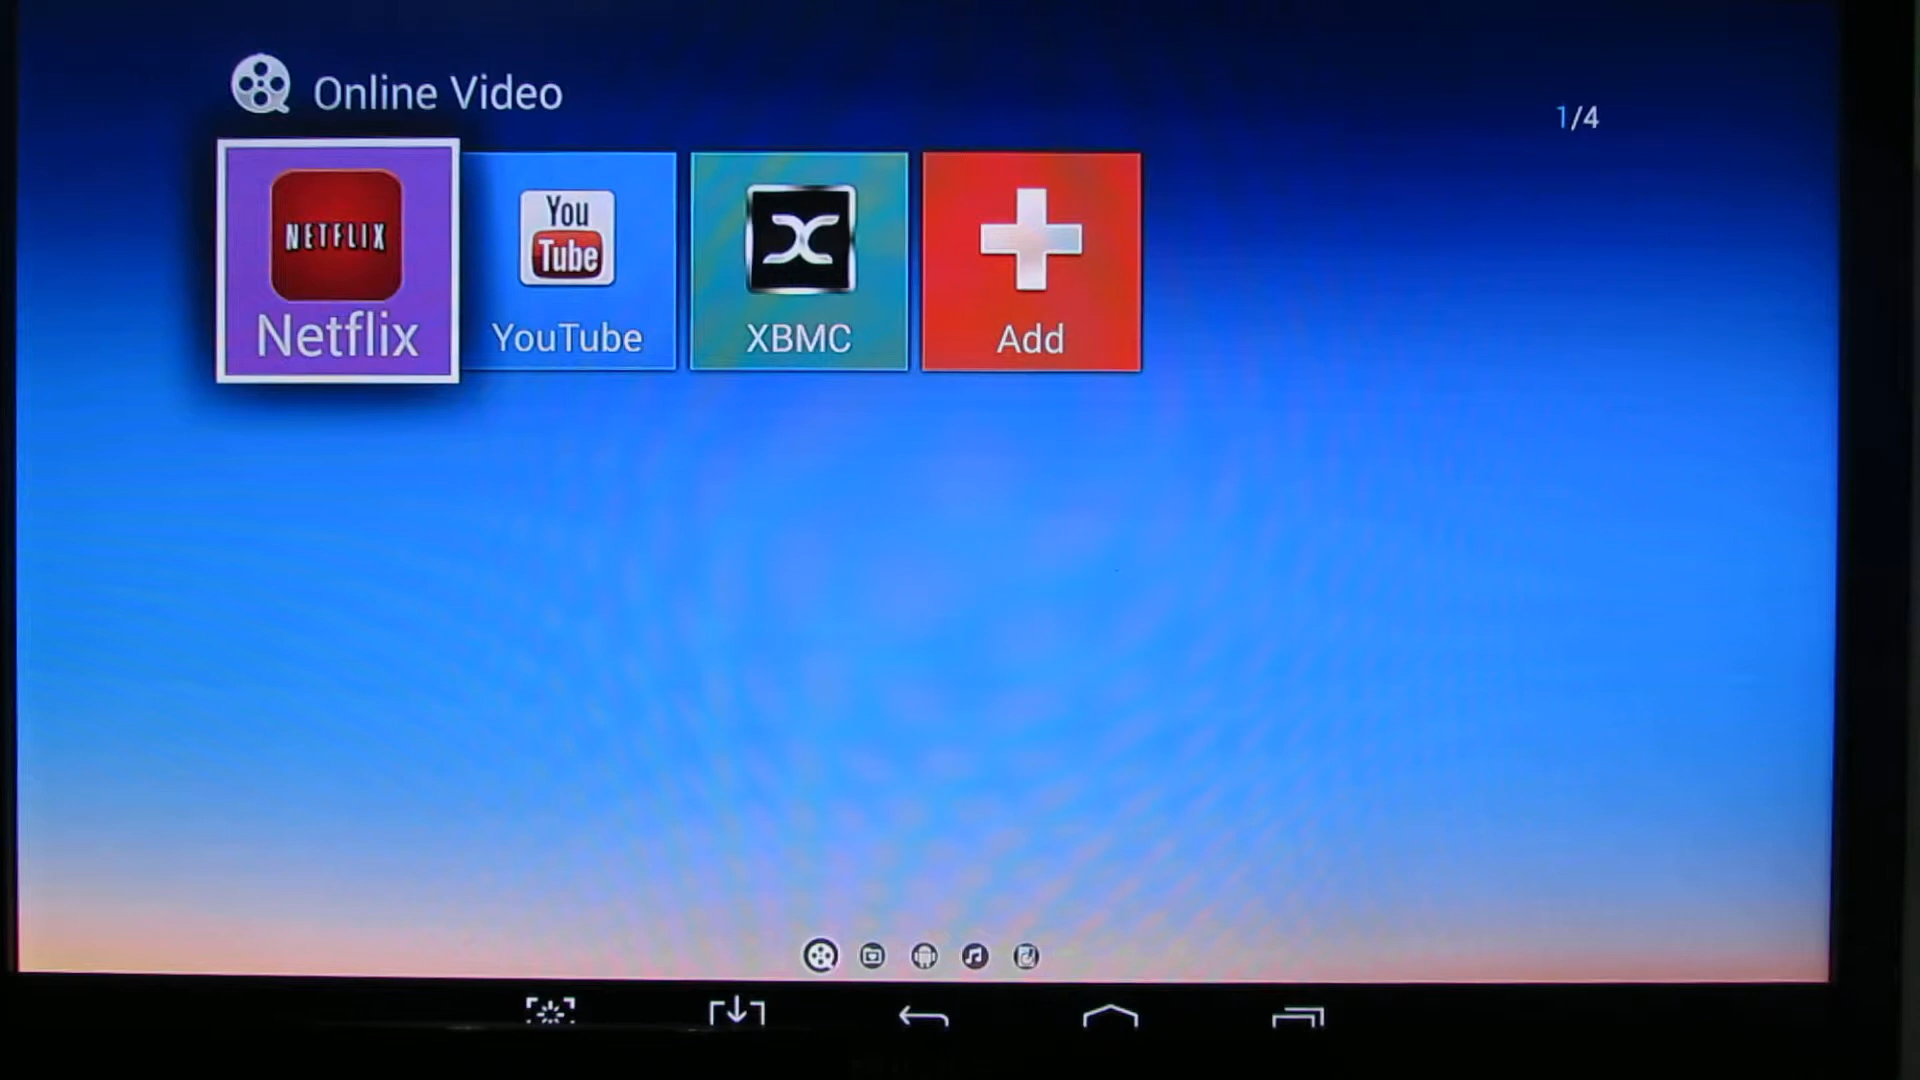 Online Video
1/4
NETFLIX
You
Tube
Netflix
YouTube
XBMC
Add